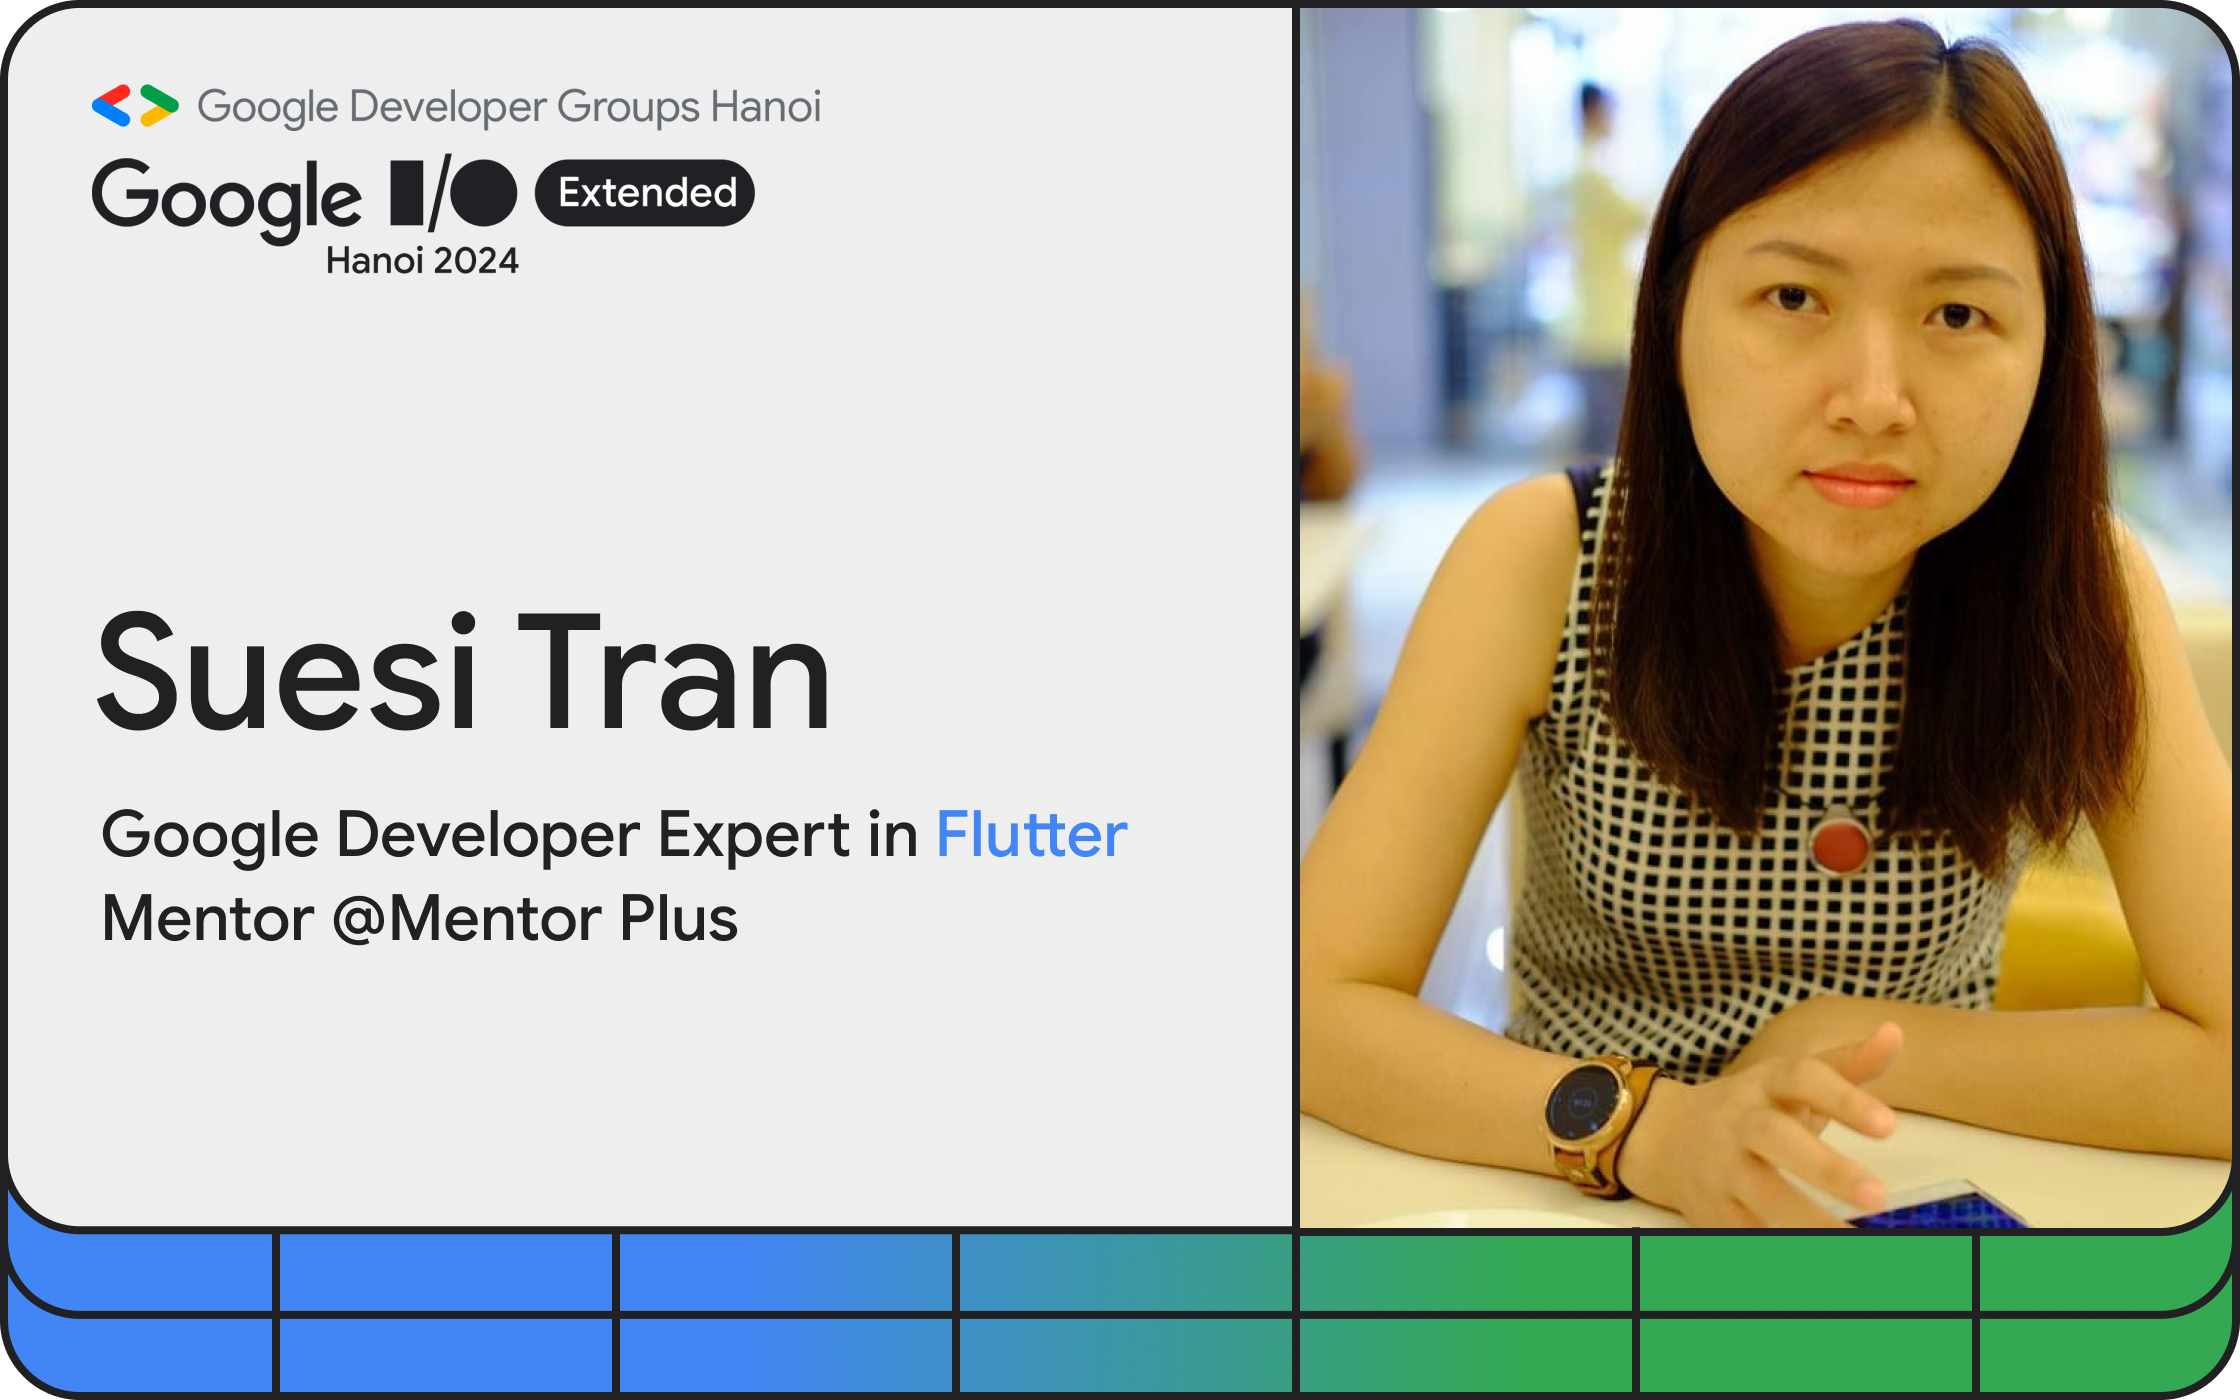 Google Developer Groups Hanoi
Google I/O Extended
Hanoi 2024
Suesi Tran
Google Developer Expert in Flutter
Mentor @Mentor Plus